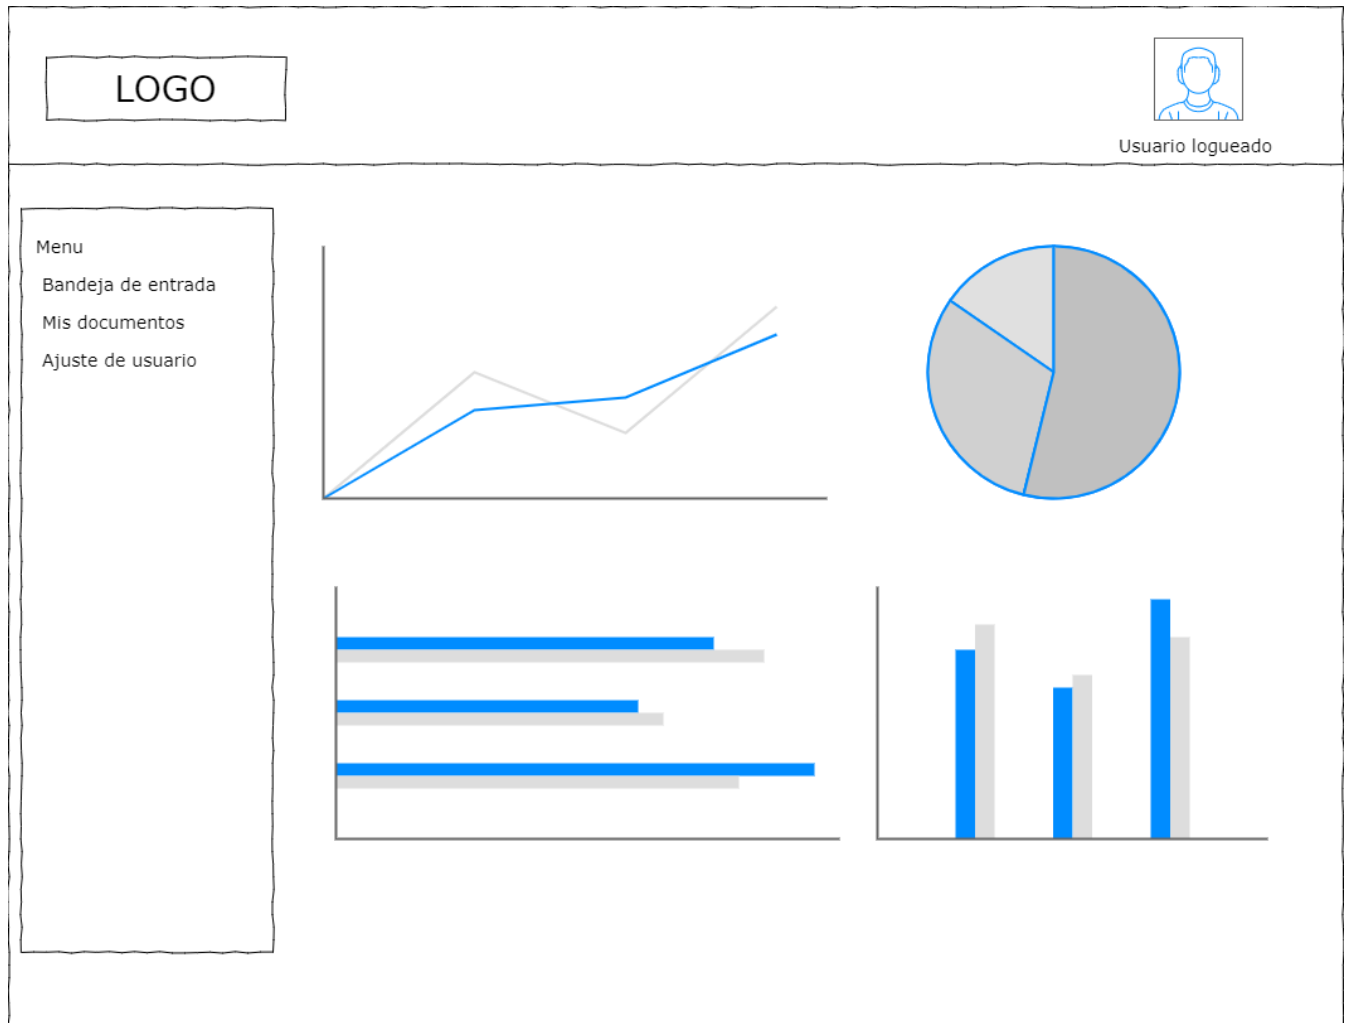 LOGO
Usuario logueado
Menu
Bandeja de entrada
Mis documentos
Ajuste de usuario